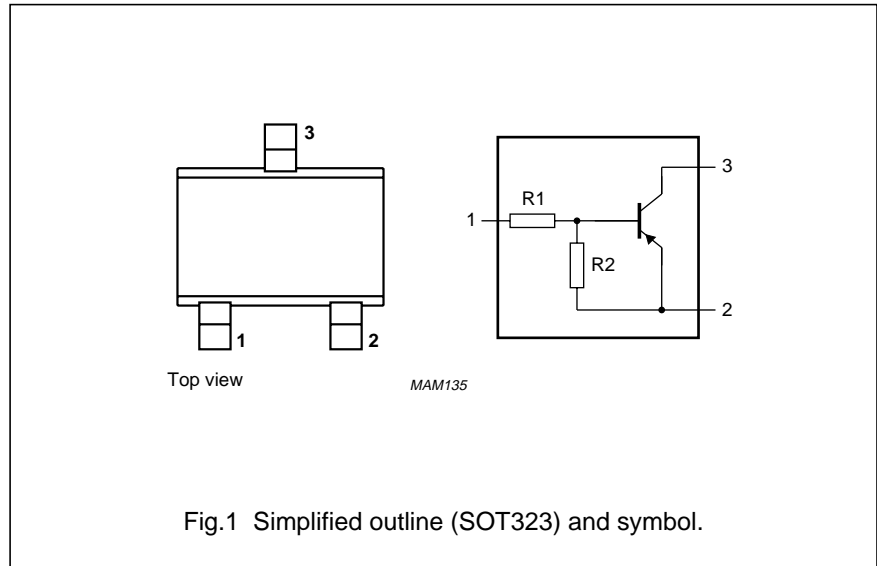 3
1
2
Top view
1
R1
R2
3
2
MAM135
Fig.1 Simplified outline (SOT323) and symbol.